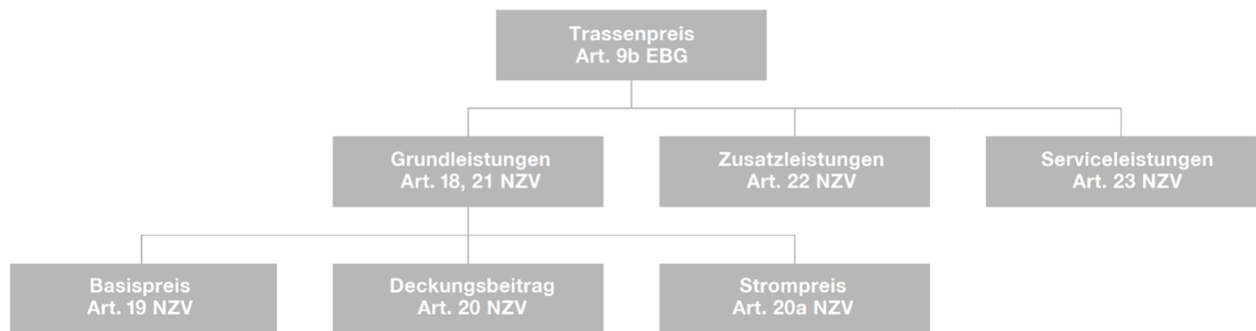 Trassenpreis
Art. 9b EBG
Grundleistungen
Art. 18, 21 NZV
Zusatzleistungen
Art. 22 NZV
Serviceleistungen
Art. 23 NZV
Basispreis
Art. 19 NZV
Deckungsbeitrag
Art. 20 NZV
Strompreis
Art. 20a NZV